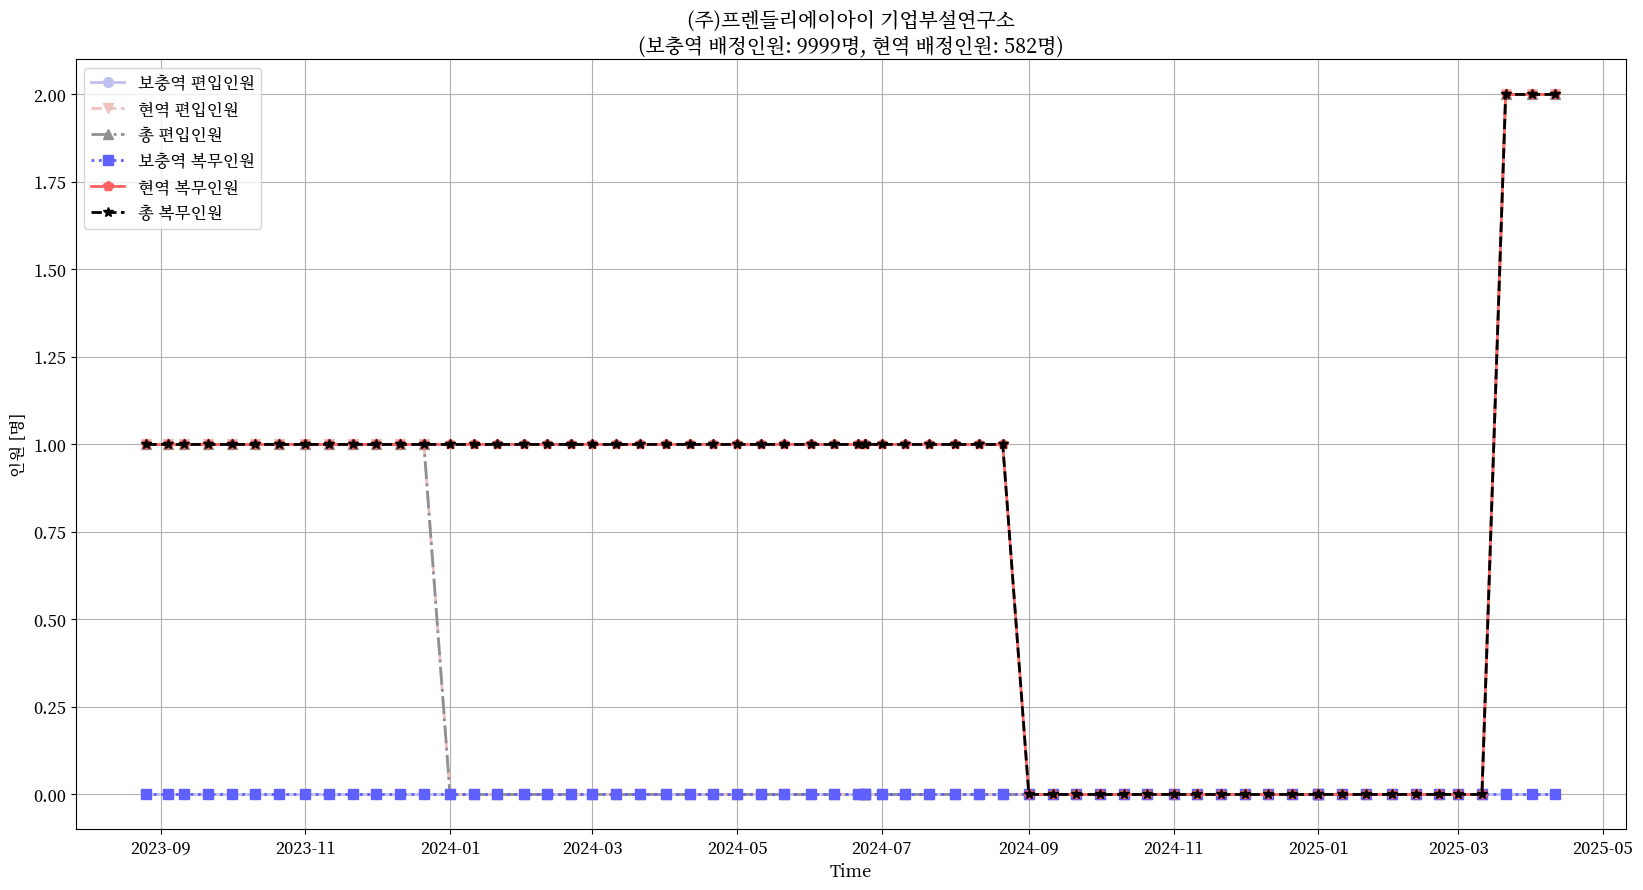 (주)프렌들리에이아이 기업부설연구소
(보충역 배정인원: 9999명, 현역 배정인원: 582명)
보충역 편입인원
현역 편입인원
총 편입인원
보충역 복무인원
현역 복무인원
총 복무인원
인원 [명]
2.00
1.75
1.50
1.25
1.00
0.75
0.50
0.25
0.00
2023-09 2023-11 2024-01 2024-03 2024-05 2024-07 2024-09 2024-11 2025-01 2025-03 2025-05
Time